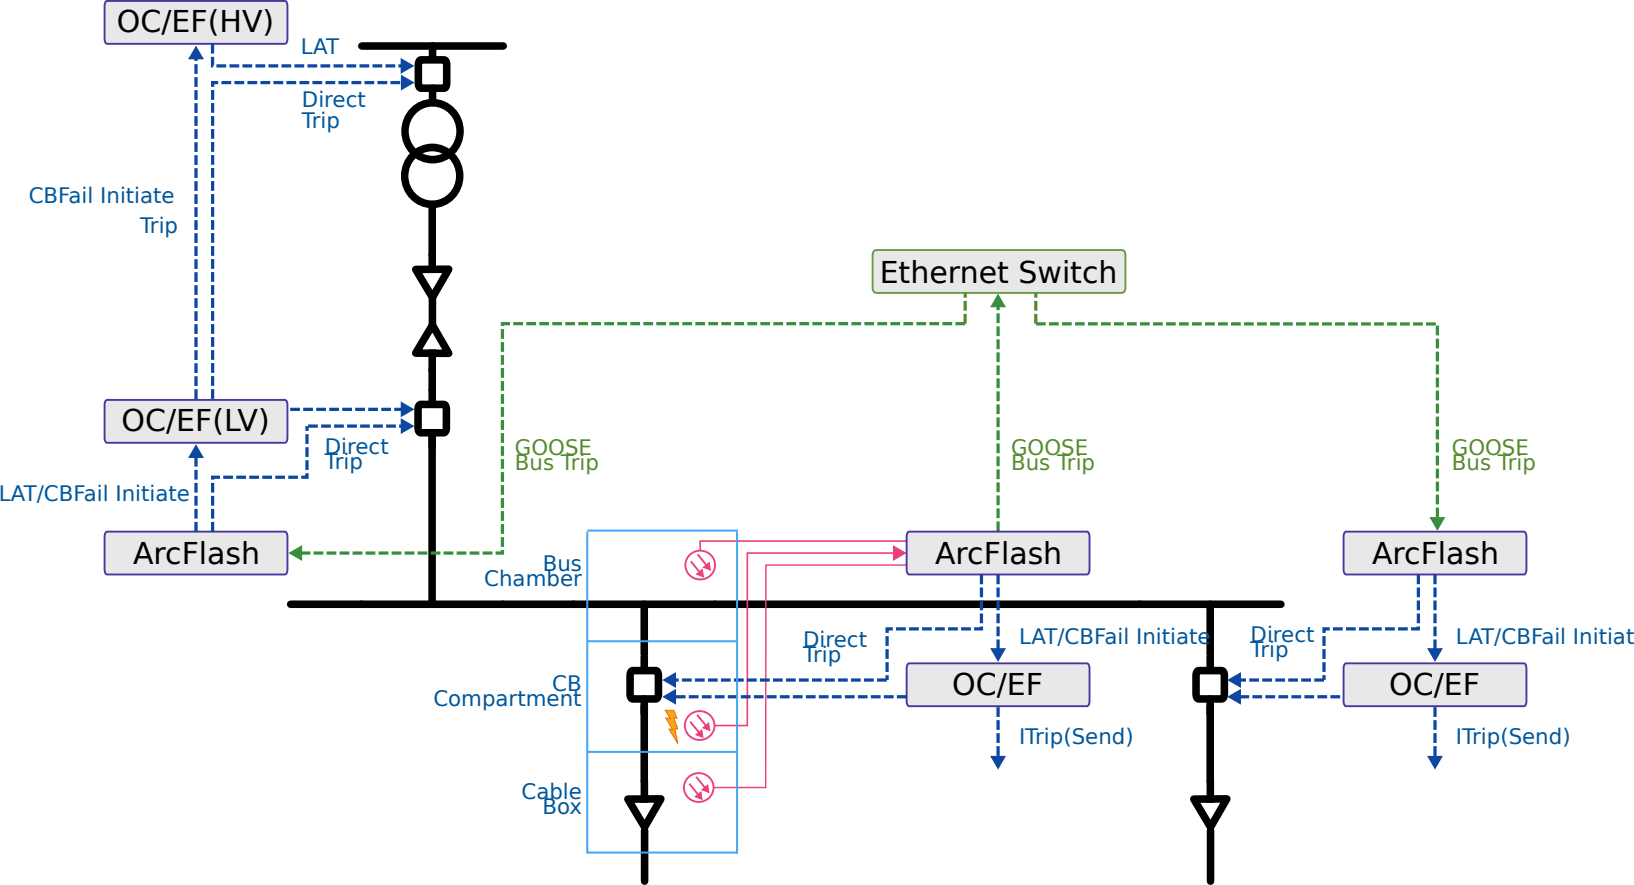 OC/EF(HV)
LAT
Direct
Trip
CBFail Initiate
Trip
Ethernet Switch
OC/EF(LV)
Direct
Trip
GOOSE
Bus Trip
GOOSE
Bus Trip
GOOSE
Bus Trip
LAT/CBFail Initiate
ArcFlash
ArcFlash
ArcFlash
Bus
Chamber
Direct
Trip
LAT/CBFail Initiate
Direct
Trip
LAT/CBFail Initiat
CB
Compartment
OC/EF
OC/EF
ITrip(Send)
ITrip(Send)
Cable
Box